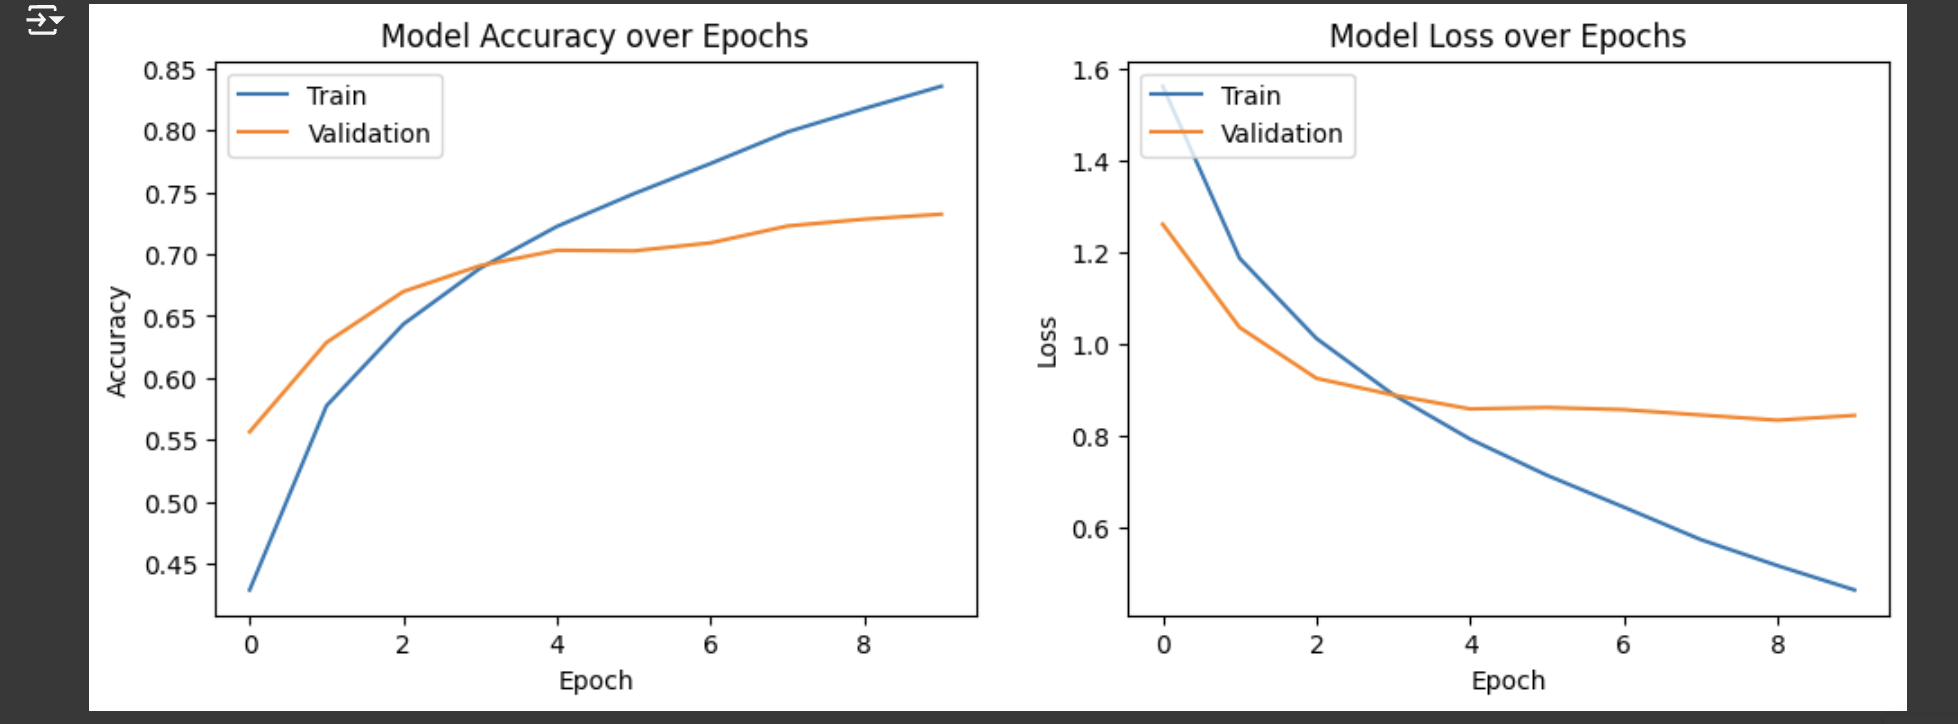 Model Accuracy over Epochs
0.85
0.80
0.75
0.70
0.65
0.60
0.55
0.50
0.45
Accuracy
Train
Validation
0 2 4 6 8
Epoch
Model Loss over Epochs
1.6
1.4
1.2
1.0
0.8
0.6
Loss
Train
Validation
0 2 4 6 8
Epoch